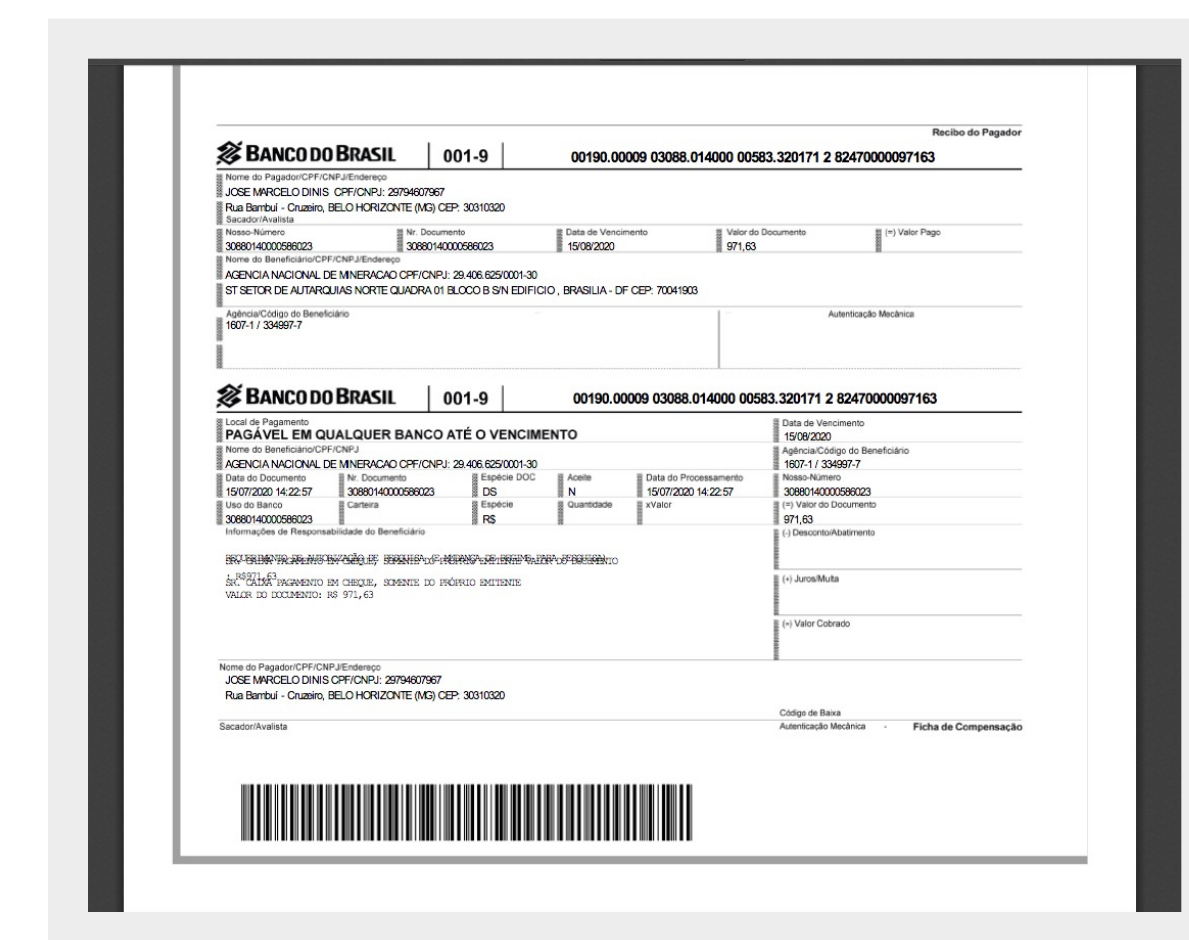 Recibo do Pagador
BANCO DO BRASIL 001-9 00190.00009 03088.014000 00583.320171 2 82470000097163
Nome do Pagador/CPF/CNPJ/Endereço
JOSE MARCELO DINIS CPF/CNPJ: 29794607967
Rua Bambuí - Cruzeiro, BELO HORIZONTE (MG) CEP: 30310320
Sacador/Avalista
Nosso-Número Nr. Documento Data de Vencimento Valor do Documento (=) Valor Pago
30880140000586023 30880140000586023 15/08/2020 971,63
Nome do Beneficiário/CPF/CNPJ/Endereço
AGENCIA NACIONAL DE MINERACAO CPF/CNPJ: 29.406.625/0001-30
ST SETOR DE AUTARQUIAS NORTE QUADRA 01 BLOCO B S/N EDIFICIO , BRASILIA - DF CEP: 70041903
Agência/Código do Beneficiário Autenticação Mecânica
1607-1 / 334997-7
BANCO DO BRASIL 001-9 00190.00009 03088.014000 00583.320171 2 82470000097163
Local de Pagamento Data de Vencimento
PAGÁVEL EM QUALQUER BANCO ATÉ O VENCIMENTO 15/08/2020
Nome do Beneficiário/CPF/CNPJ Agência/Código do Beneficiário
AGENCIA NACIONAL DE MINERACAO CPF/CNPJ: 29.406.625/0001-30 1607-1 / 334997-7
Data do Documento Nr. Documento Espécie DOC Aceite Data do Processamento Nosso-Número
15/07/2020 14:22:57 30880140000586023 DS N 15/07/2020 14:22:57 30880140000586023
Uso do Banco Carteira Espécie Quantidade xValor (=) Valor do Documento
30880140000586023 R$ 971,63
Informações de Responsabilidade do Beneficiário (-) Desconto/Abatimento
: R$971,63
SR. CAIXA PAGAMENTO EM CHEQUE, SOMENTE DO PRÓPRIO EMITENTE (+) Juros/Multa
VALOR DO DOCUMENTO: R$ 971,63
(=) Valor Cobrado
Nome do Pagador/CPF/CNPJ/Endereço
JOSE MARCELO DINIS CPF/CNPJ: 29794607967
Rua Bambuí - Cruzeiro, BELO HORIZONTE (MG) CEP: 30310320
Código de Baixa
Sacador/Avalista Autenticação Mecânica - Ficha de Compensação